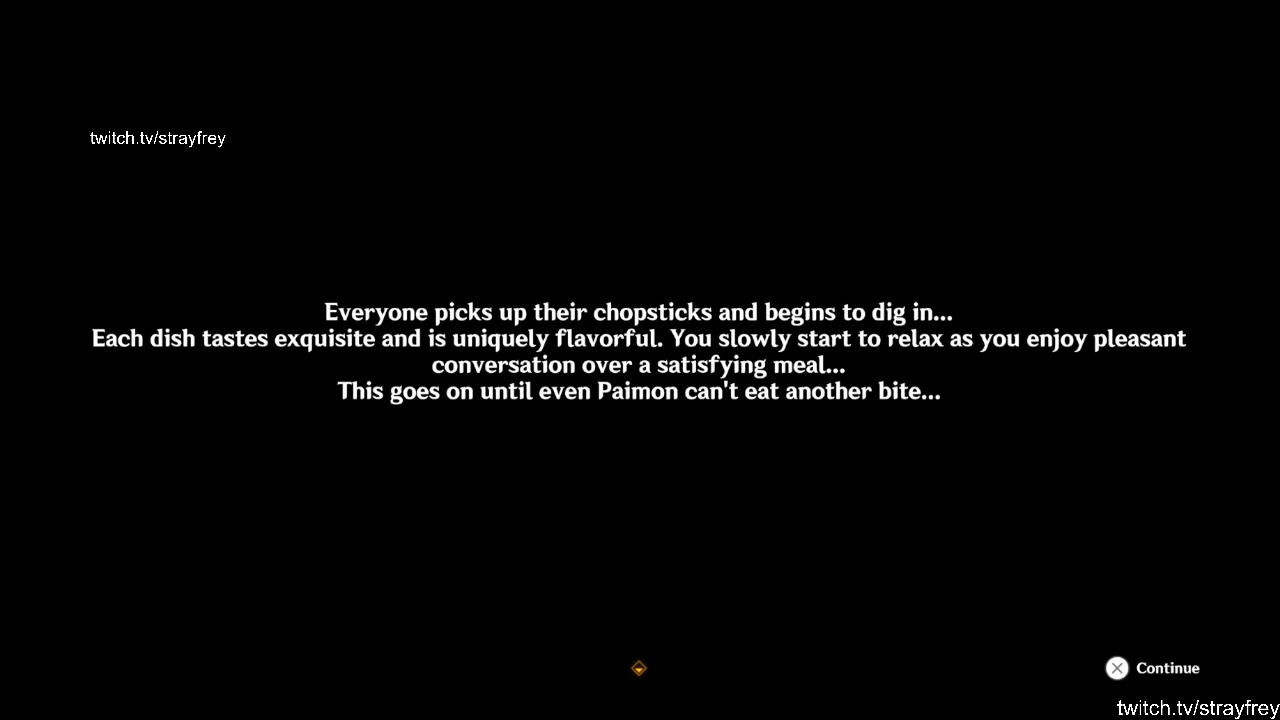 twitch.tv/strayfrey
Everyone picks up their chopsticks and begins to dig in...
Each dish tastes exquisite and is uniquely flavorful. You slowly start to relax as you enjoy pleasant
conversation over a satisfying meal...
This goes on until even Paimon can't eat another bite...
Continue
twitch.tv/strayfrey